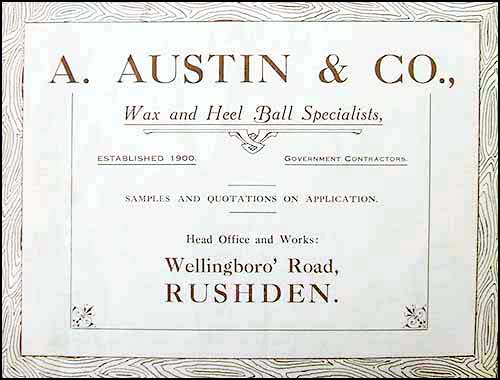 A. AUSTIN & CO.,
Wax and Heel Ball Specialists,
ESTABLISHED 1900. GOVERNMENT CONTRACTORS.
SAMPLES AND QUOTATIONS ON APPLICATION.
Head Office and Works:
Wellingboro' Road,
RUSHDEN.